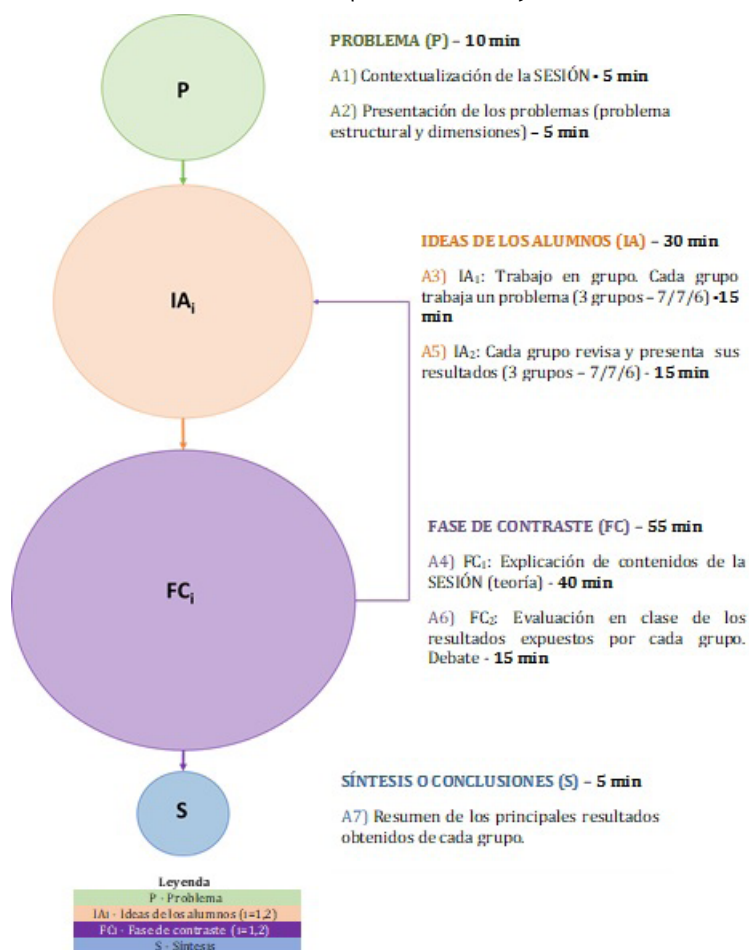 P
PROBLEMA (P) – 10 min
A1) Contextualización de la SESIÓN - 5 min
A2) Presentación de los problemas (problema
estructural y dimensiones) – 5 min
IAi
IDEAS DE LOS ALUMNOS (IA) – 30 min
A3) IA1: Trabajo en grupo. Cada grupo
trabaja un problema (3 grupos – 7/7/6) -15
min
A5) IA2: Cada grupo revisa y presenta sus
resultados (3 grupos – 7/7/6) - 15 min
FCi
FASE DE CONTRASTE (FC) – 55 min
A4) FC1: Explicación de contenidos de la
SESIÓN (teoría) - 40 min
A6) FC2: Evaluación en clase de los
resultados expuestos por cada grupo.
Debate - 15 min
S
SÍNTESIS O CONCLUSIONES (S) – 5 min
A7) Resumen de los principales resultados
obtenidos de cada grupo.
Leyenda
P - Problema
IAi - Ideas de los alumnos (i=1,2)
FCi - Fase de contraste (i=1,2)
S - Síntesis